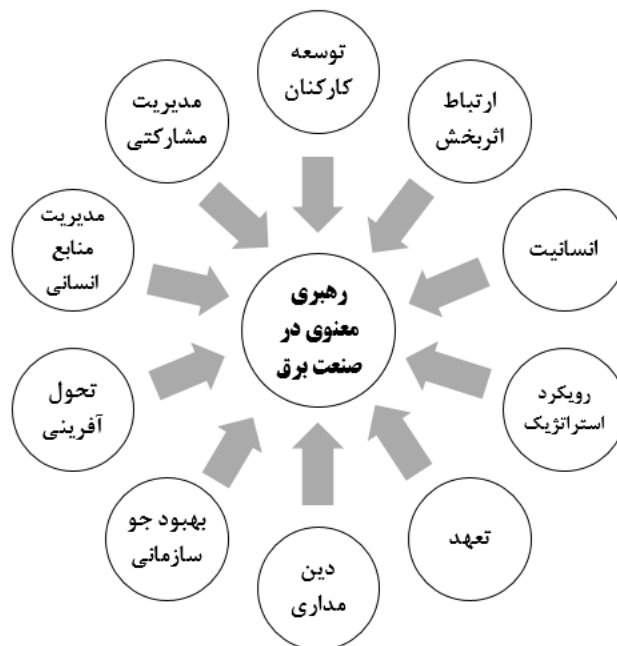 توسعه
کارکنان
ارتباط
اثربخش
انسانیت
رویکرد
استراتژیک
تعهد
دین
مداری
بهبود جو
سازمانی
تحول
آفرینی
مدیریت
منابع
انسانی
مدیریت
مشارکتی
رهبری
معنوی در
صنعت برق